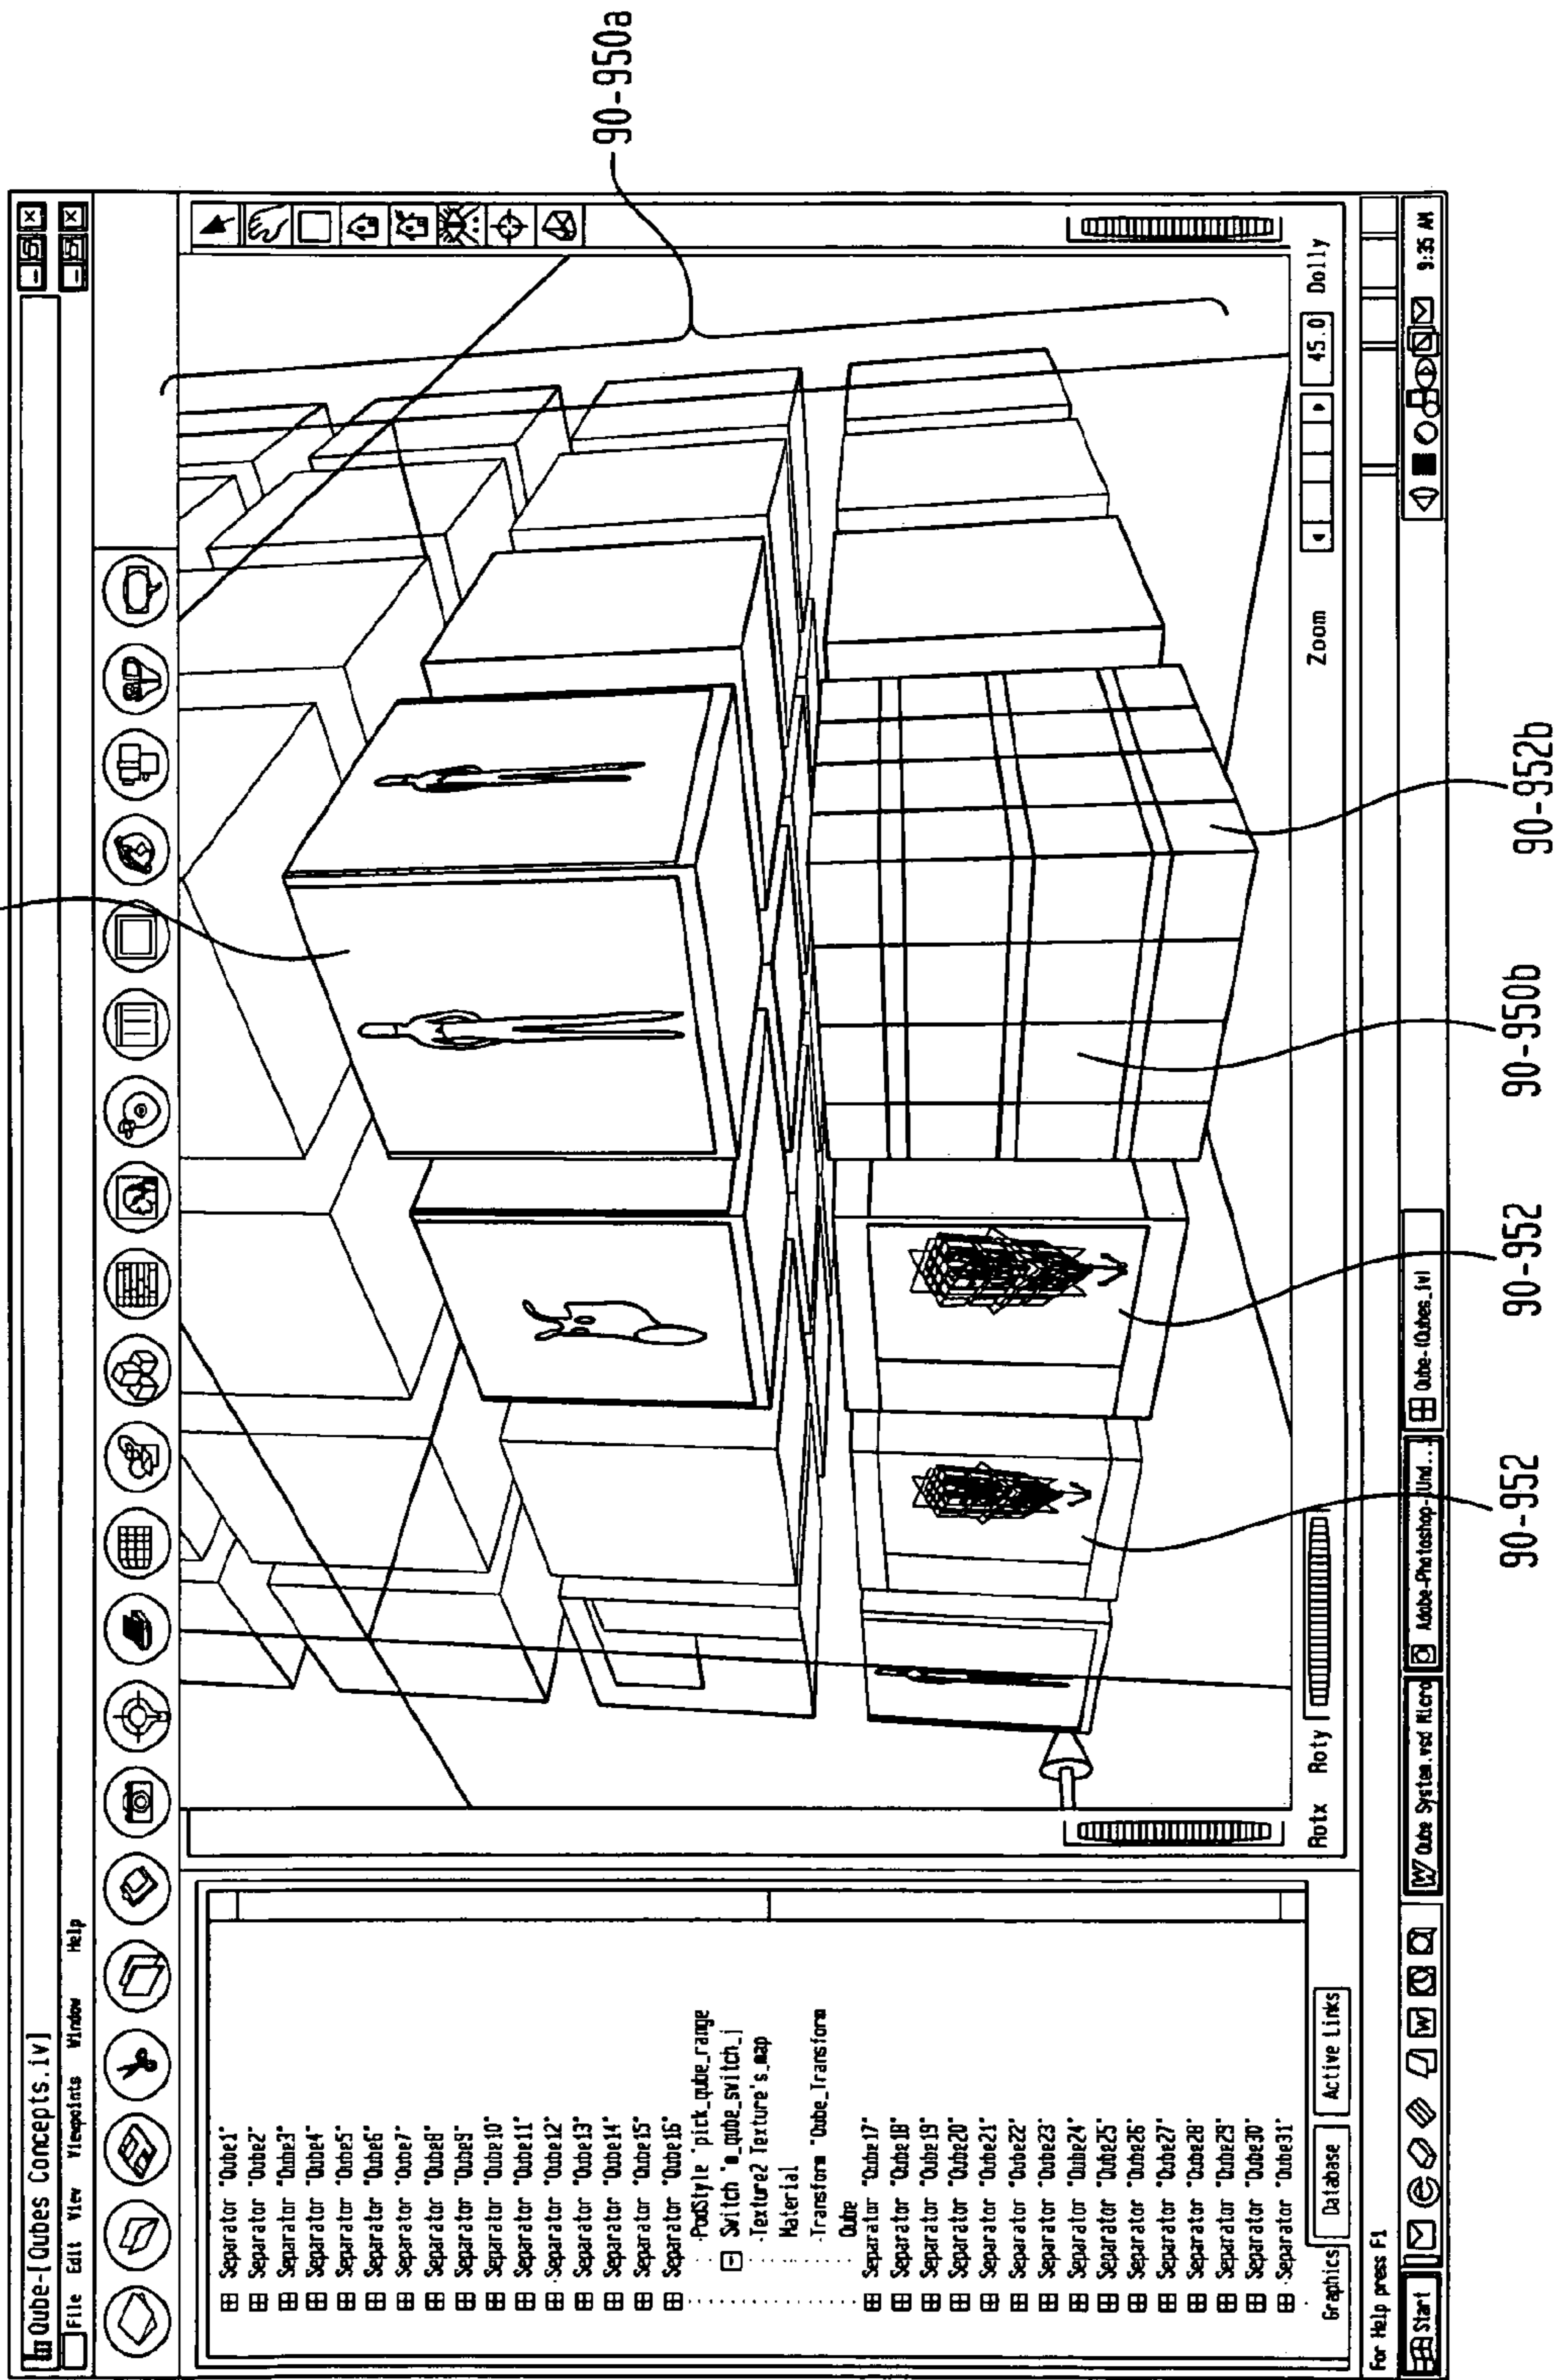 Qube-[Qubes Concepts.iv]
File Edit View Viewpoints Window Help
Separator "Qube1"
Separator "Qube2"
Separator "Qube3"
Separator "Qube4"
Separator "Qube5"
Separator "Qube6"
Separator "Qube7"
Separator "Qube8"
Separator "Qube9"
Separator "Qube10"
Separator "Qube11"
Separator "Qube12"
Separator "Qube13"
Separator "Qube14"
Separator "Qube15"
Separator "Qube16"
Switch
Texture2 Texture's_map
Material
Transform "Qube_Transform
Qube
Separator "Qube17"
Separator "Qube18"
Separator "Qube19"
Separator "Qube20"
Separator "Qube21"
Separator "Qube22"
Separator "Qube23"
Separator "Qube24"
Separator "Qube25
Separator "Qube26"
Separator "Qube27"
Separator "Qube28"
Separator "Qube29"
Separator "Qube30"
Separator "Qube31"
Graphics Database Active Links
Rotx Roty Zoom 45.0 Dolly
For Help press F1
Start Qube System.vsd Micro Adobe-Photoshop-[Und.. Qube-(Qubes_iv) 9:35 AM
90-950a
90-952 90-952 90-950b 90-952b